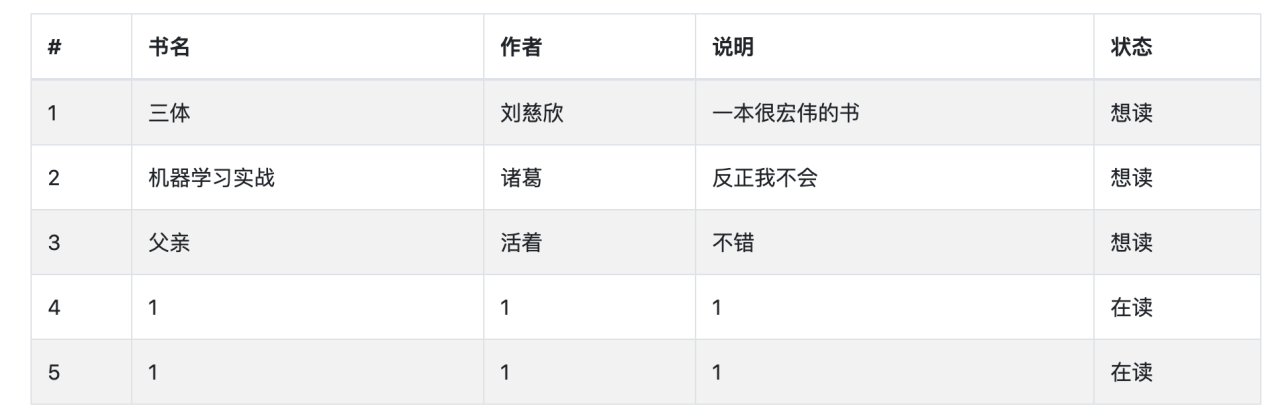 # 书名 作者 说明 状态
1 三体 刘慈欣 一本很宏伟的书 想读
2 机器学习实战 诸葛 反正我不会 想读
3 父亲 活着 不错 想读
4 1 1 1 在读
5 1 1 1 在读